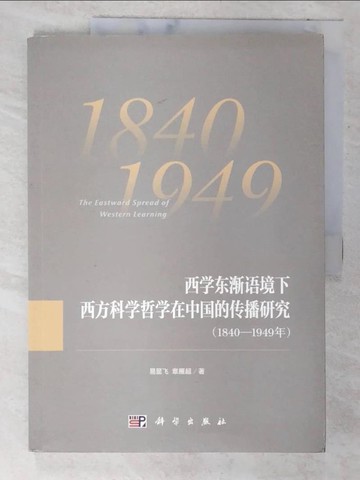 1840
1949
The Eastward Spread of
Western Learning
西学东渐语境下
西方科学哲学在中国的传播研究
(1840—1949年)
飞 / 著
科学出版社